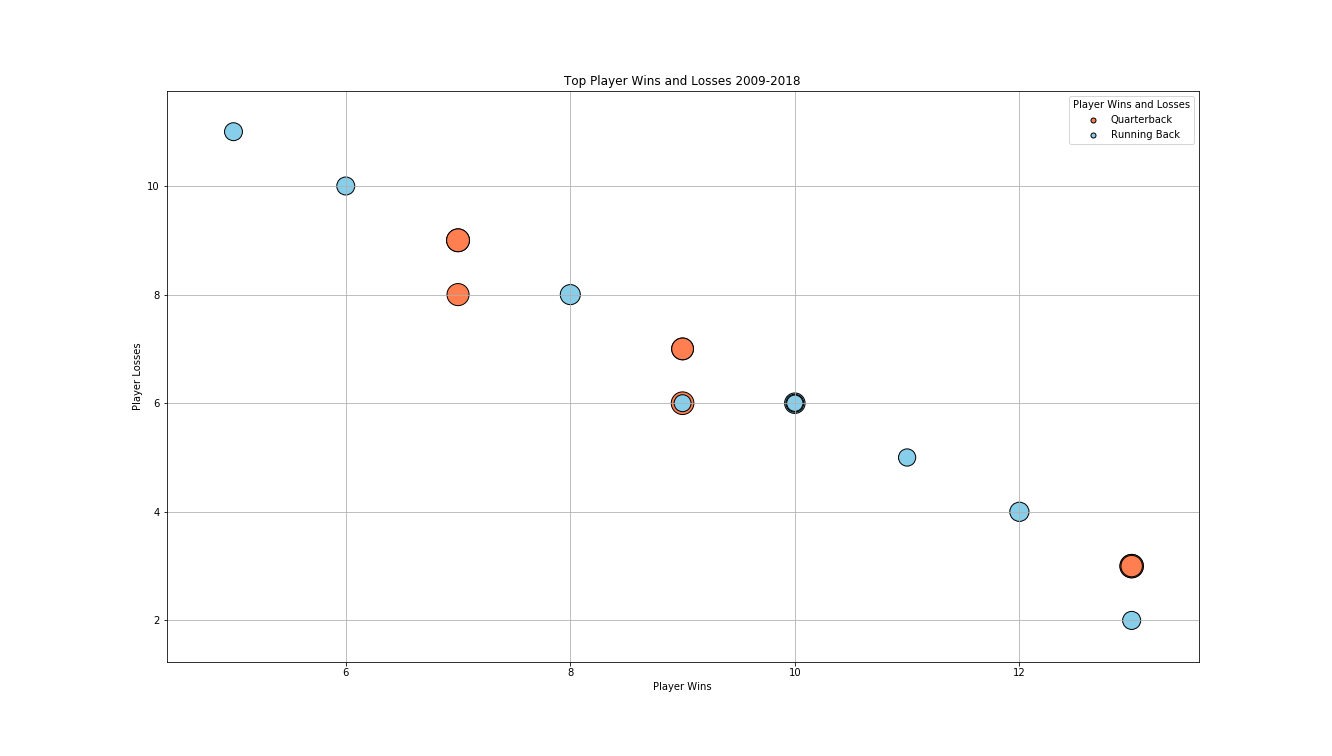 Top Player Wins and Losses 2009-2018
Player Wins and Losses
Quarterback
Running Back
Player Losses
10
8
6
4
2
6
8
10
12
Player Wins